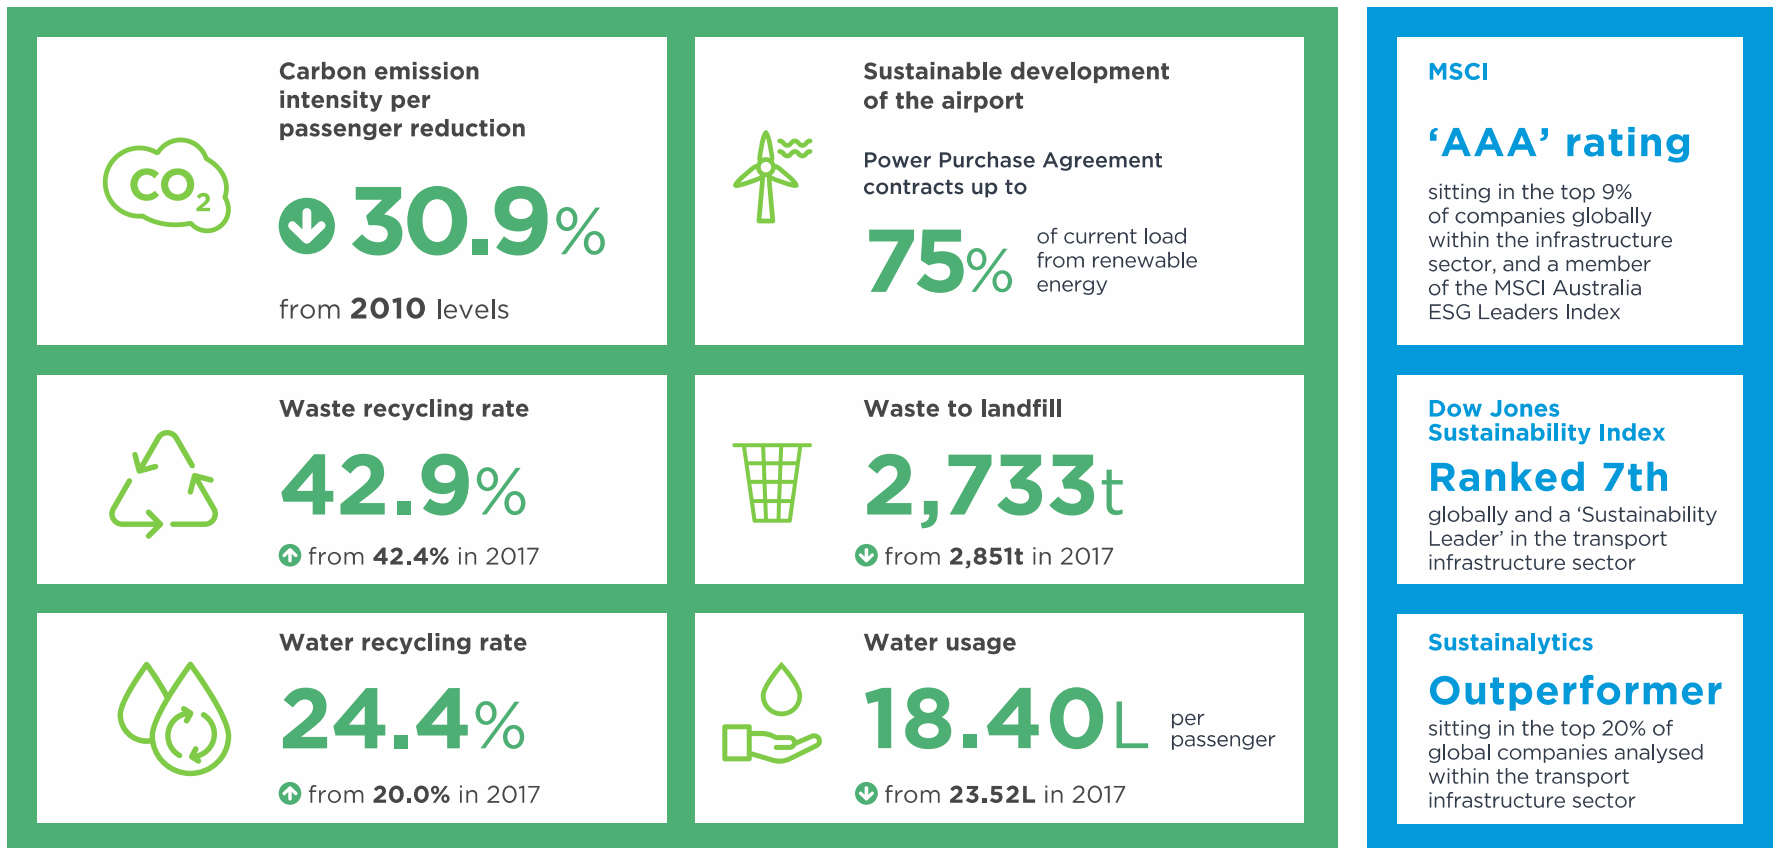 Carbon emission
intensity per
passenger reduction
CO2
30.9%
from 2010 levels
Sustainable development
of the airport
Power Purchase Agreement
contracts up to
75%
of current load
from renewable
energy
Waste recycling rate
42.9%
from 42.4% in 2017
Waste to landfill
2,733t
from 2,851t in 2017
Water recycling rate
24.4%
from 20.0% in 2017
Water usage
18.40L
per
passenger
from 23.52L in 2017
MSCI
‘AAA’ rating
sitting in the top 9%
of companies globally
within the infrastructure
sector, and a member
of the MSCI Australia
ESG Leaders Index
Dow Jones
Sustainability Index
Ranked 7th
globally and a ‘Sustainability
Leader’ in the transport
infrastructure sector
Sustainalytics
Outperformer
sitting in the top 20% of
global companies analysed
within the transport
infrastructure sector